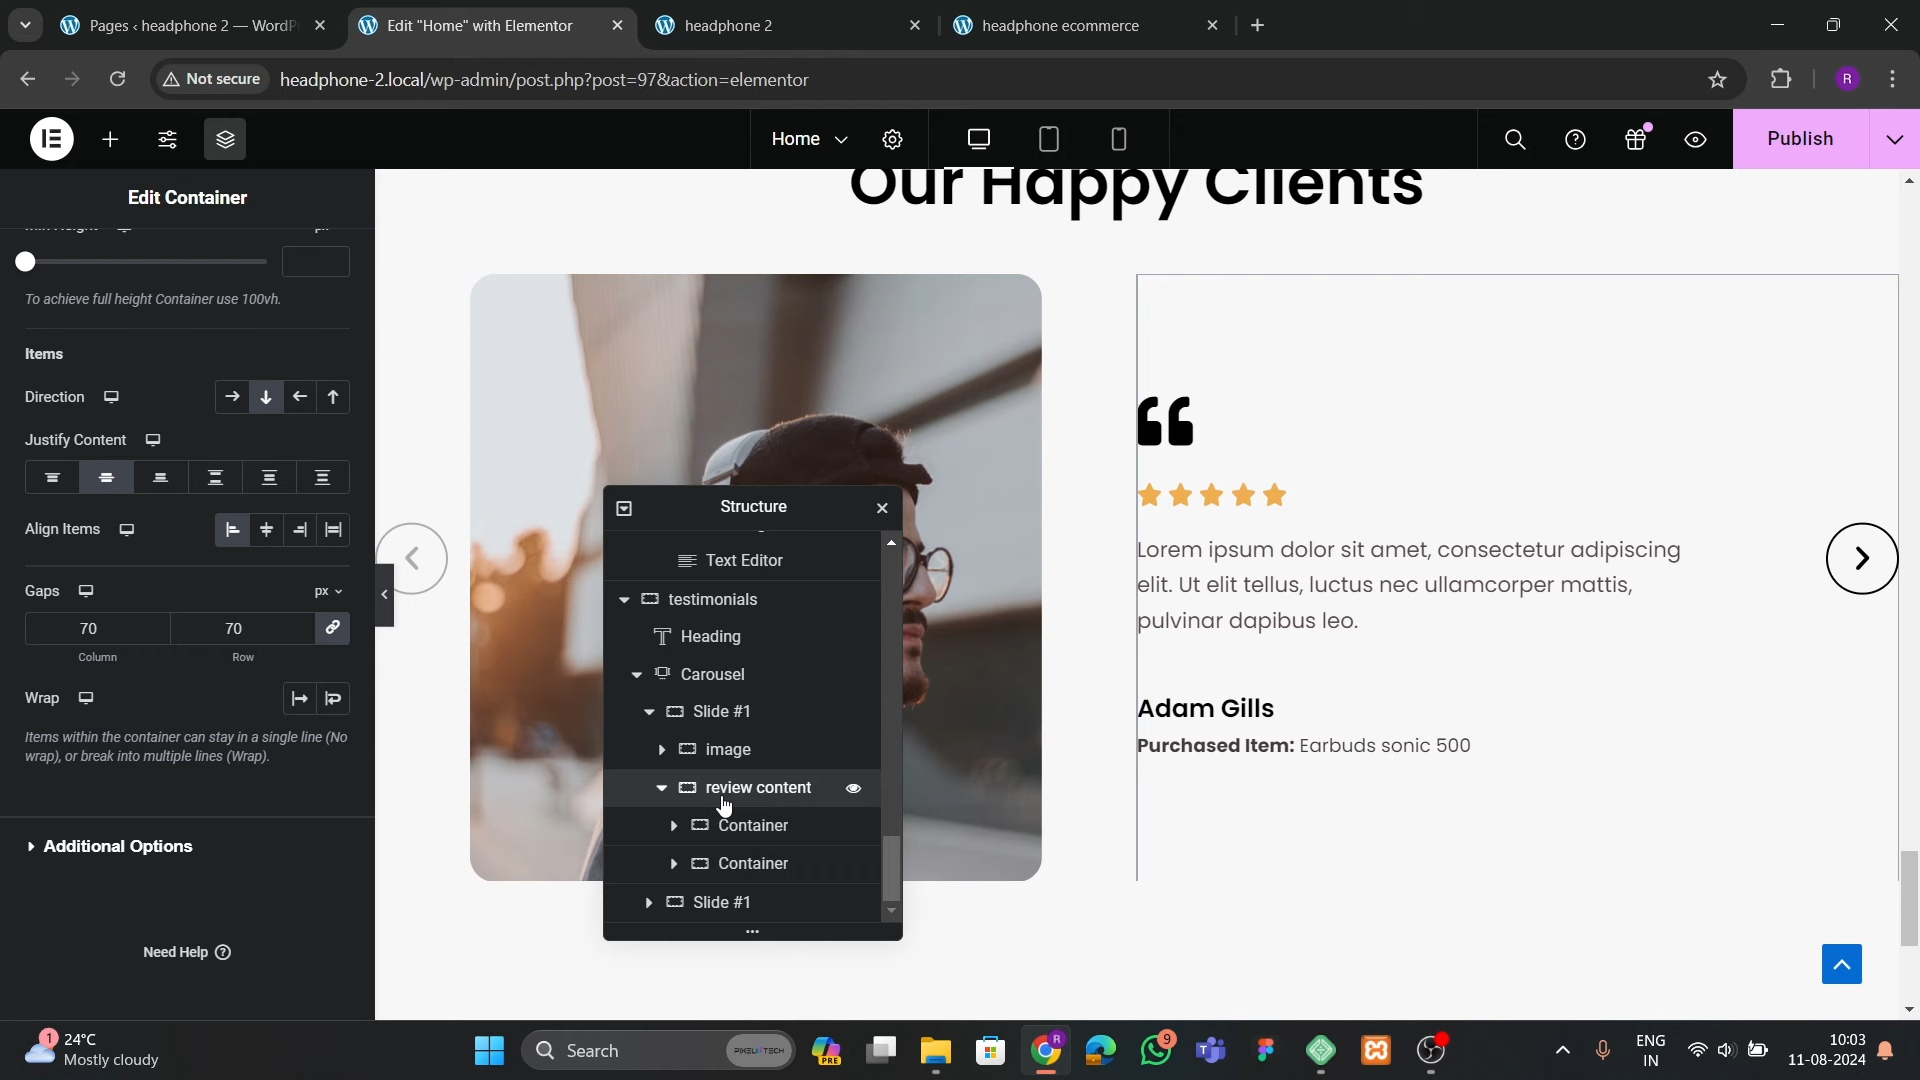 Pages ‹ headphone 2 — WordP
Edit "Home" with Elementor
headphone 2
headphone ecommerce
Not secure
headphone-2.local/wp-admin/post.php?post=97&action=elementor
R
Home
Publish
Edit Container
px
To achieve full height Container use 100vh.
Items
Direction
Justify Content
Align Items
Gaps
px
70
70
Column
Row
Wrap
Items within the container can stay in a single line (No
wrap), or break into multiple lines (Wrap).
Additional Options
Need Help
Our Happy Clients
Structure
Text Editor
testimonials
Heading
Carousel
Slide #1
image
review content
Container
Container
Slide #1
Lorem ipsum dolor sit amet, consectetur adipiscing
elit. Ut elit tellus, luctus nec ullamcorper mattis,
pulvinar dapibus leo.
Adam Gills
Purchased Item: Earbuds sonic 500
1
24°C
Mostly cloudy
Search
PRE
R
9
ENG
IN
10:03
11-08-2024